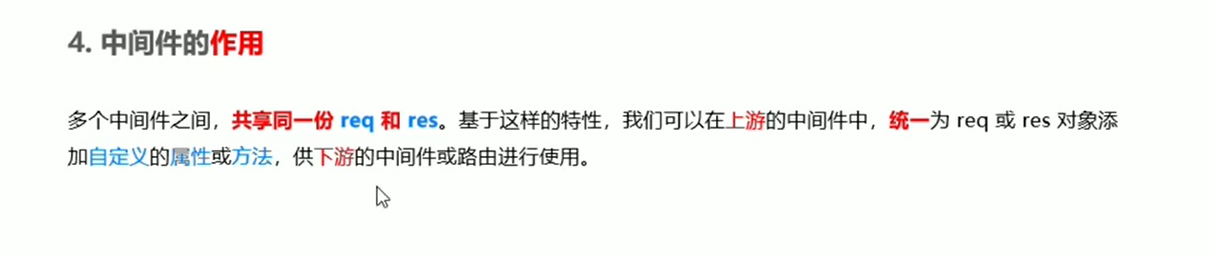 4. 中间件的作用
多个中间件之间，共享同一份 req 和 res。基于这样的特性，我们可以在上游的中间件中，统一为 req 或 res 对象添
加自定义的属性或方法，供下游的中间件或路由进行使用。